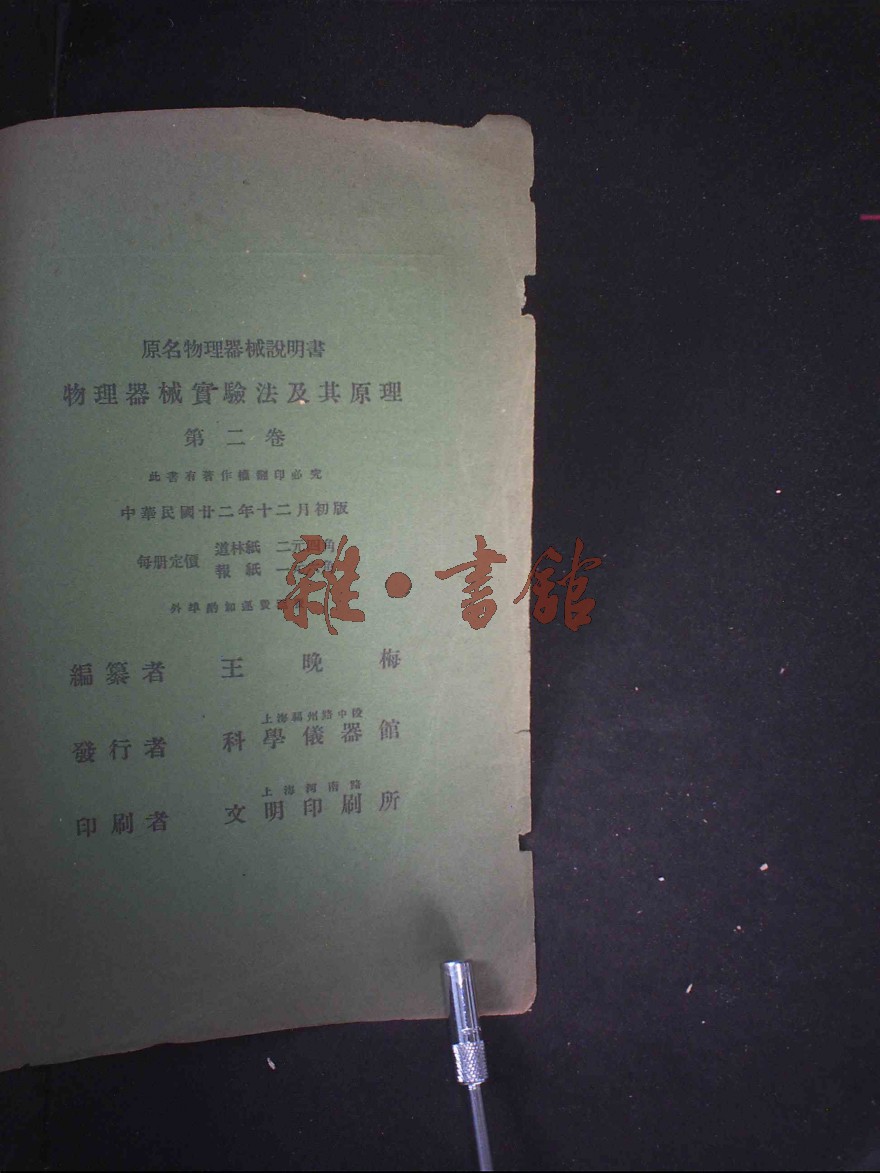 原名物理器械說明書
物理器械實驗法及其原理
第二卷
此書有著作權翻印必究
中華民國廿二年十二月初版
每册定價
道林紙 二元四角
報紙 一
外埠酌加
雜·書館
編纂者 王晚梅
上海福州路中段
發行者 科學儀器館
上海河南路
印刷者 文明印刷所